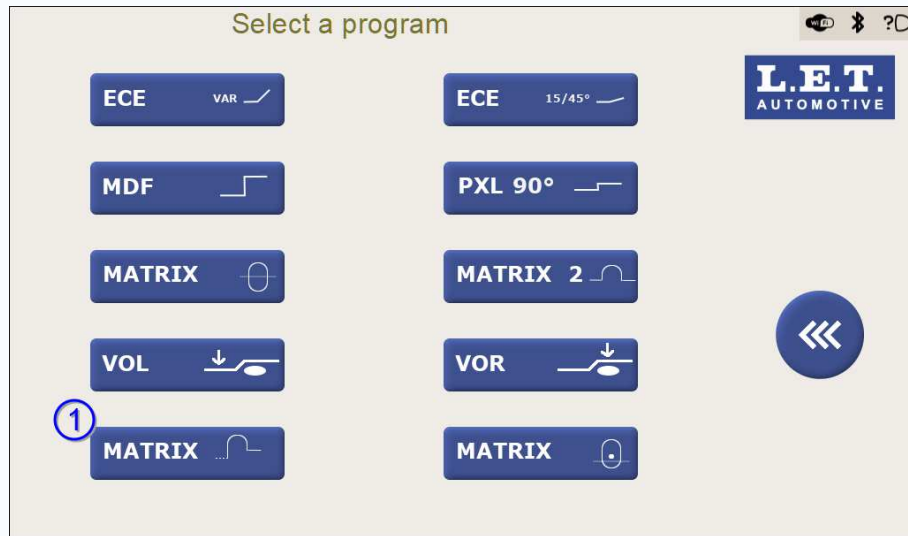 Select a program
WiFi
ECE VAR
ECE 15/45°
L.E.T.
AUTOMOTIVE
MDF
PXL 90°
MATRIX
MATRIX 2
VOL
VOR
1
MATRIX
MATRIX